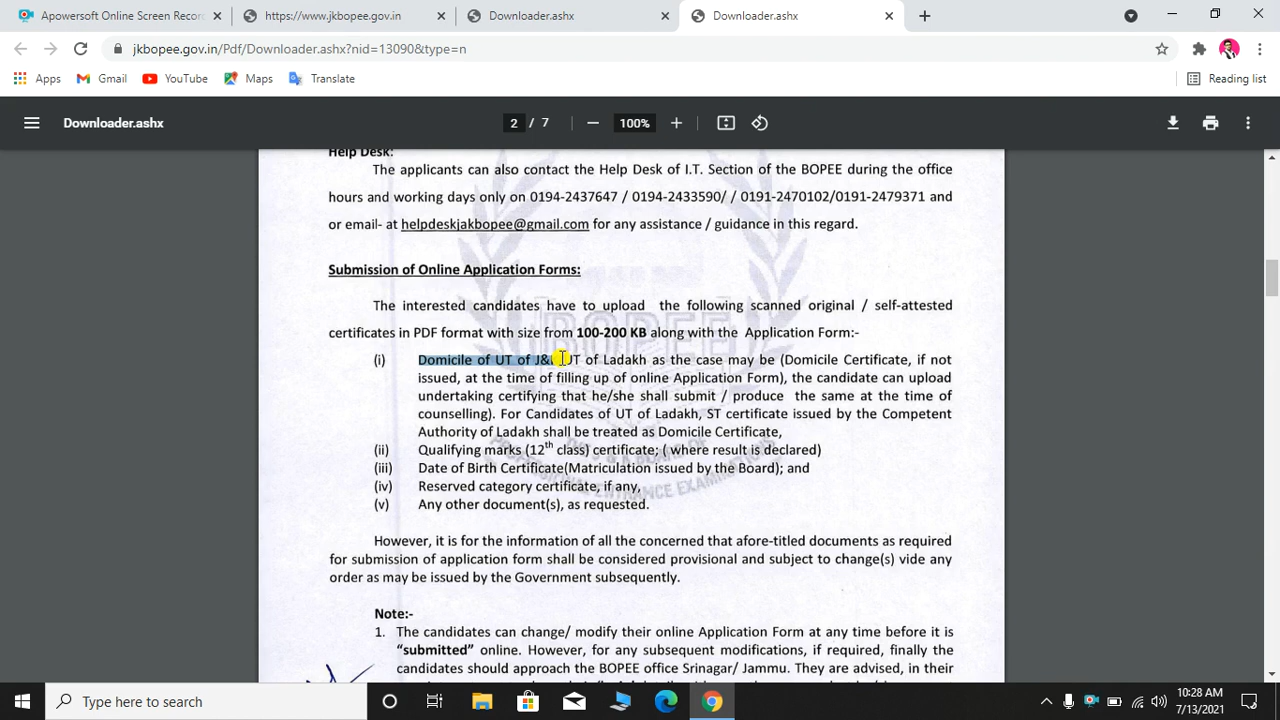 Apowersoft Online Screen Recor
https://www.jkbopee.gov.in
Downloader.ashx
Downloader.ashx
jkbopee.gov.in/Pdf/Downloader.ashx?nid=13090&type=n
Apps
Gmail
YouTube
Maps
Translate
Reading list
Downloader.ashx
2 / 7
100%
Help Desk:
The applicants can also contact the Help Desk of I.T. Section of the BOPEE during the office
hours and working days only on 0194-2437647 / 0194-2433590/ / 0191-2470102/0191-2479371 and
or email- at helpdeskjakbopee@gmail.com for any assistance / guidance in this regard.
Submission of Online Application Forms:
The interested candidates have to upload the following scanned original / self-attested
certificates in PDF format with size from 100-200 KB along with the Application Form:-
(i) Domicile of UT of J&K/UT of Ladakh as the case may be (Domicile Certificate, if not
issued, at the time of filling up of online Application Form), the candidate can upload
undertaking certifying that he/she shall submit / produce the same at the time of
counselling). For Candidates of UT of Ladakh, ST certificate issued by the Competent
Authority of Ladakh shall be treated as Domicile Certificate,
(ii) Qualifying marks (12th class) certificate; ( where result is declared)
(iii) Date of Birth Certificate(Matriculation issued by the Board); and
(iv) Reserved category certificate, if any,
(v) Any other document(s), as requested.
However, it is for the information of all the concerned that afore-titled documents as required
for submission of application form shall be considered provisional and subject to change(s) vide any
order as may be issued by the Government subsequently.
Note:-
1. The candidates can change/ modify their online Application Form at any time before it is
"submitted" online. However, for any subsequent modifications, if required, finally the
candidates should approach the BOPEE office Srinagar/ Jammu. They are advised, in their
BOPEE
Type here to search
10:28 AM
7/13/2021